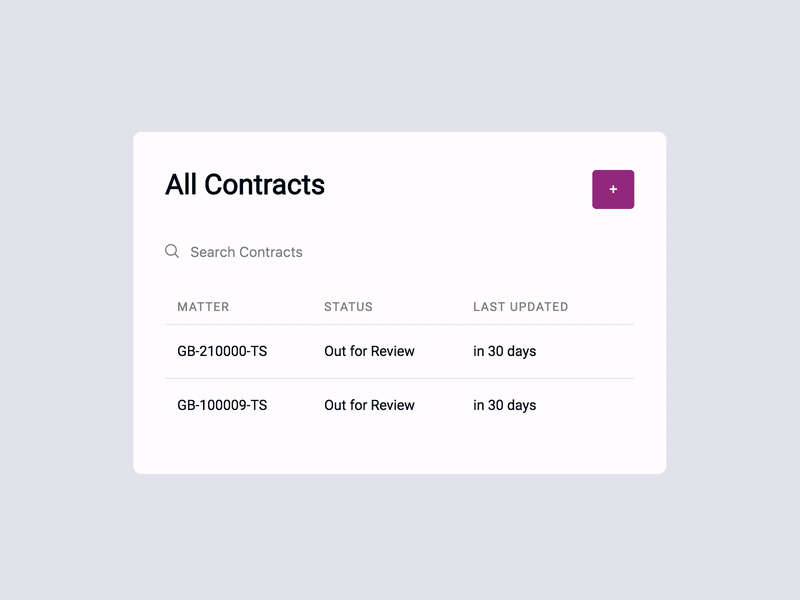 All Contracts
+
Search Contracts
MATTER STATUS LAST UPDATED
GB-210000-TS Out for Review in 30 days
GB-100009-TS Out for Review in 30 days